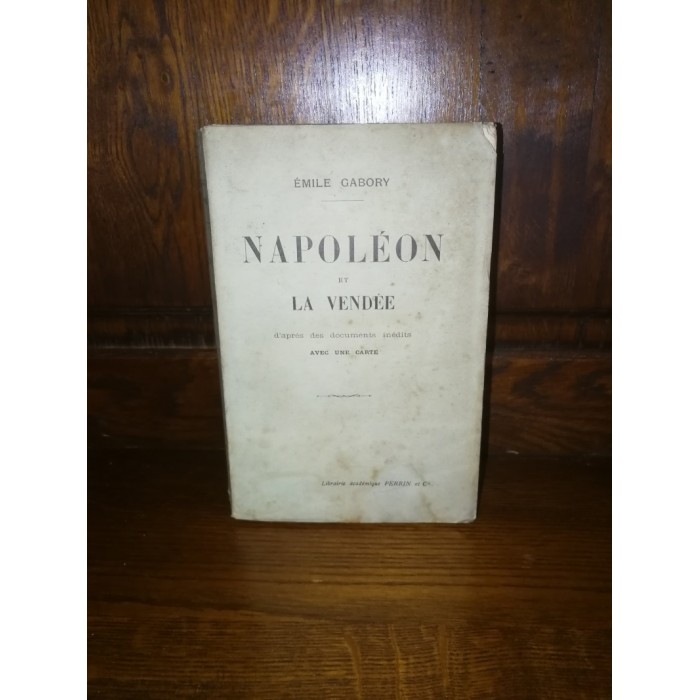 ÉMILE GABORY
NAPOLÉON
ET
LA VENDÉE
d'après des documents inédits
AVEC UNE CARTE
Librairie académique PERRIN et Cie